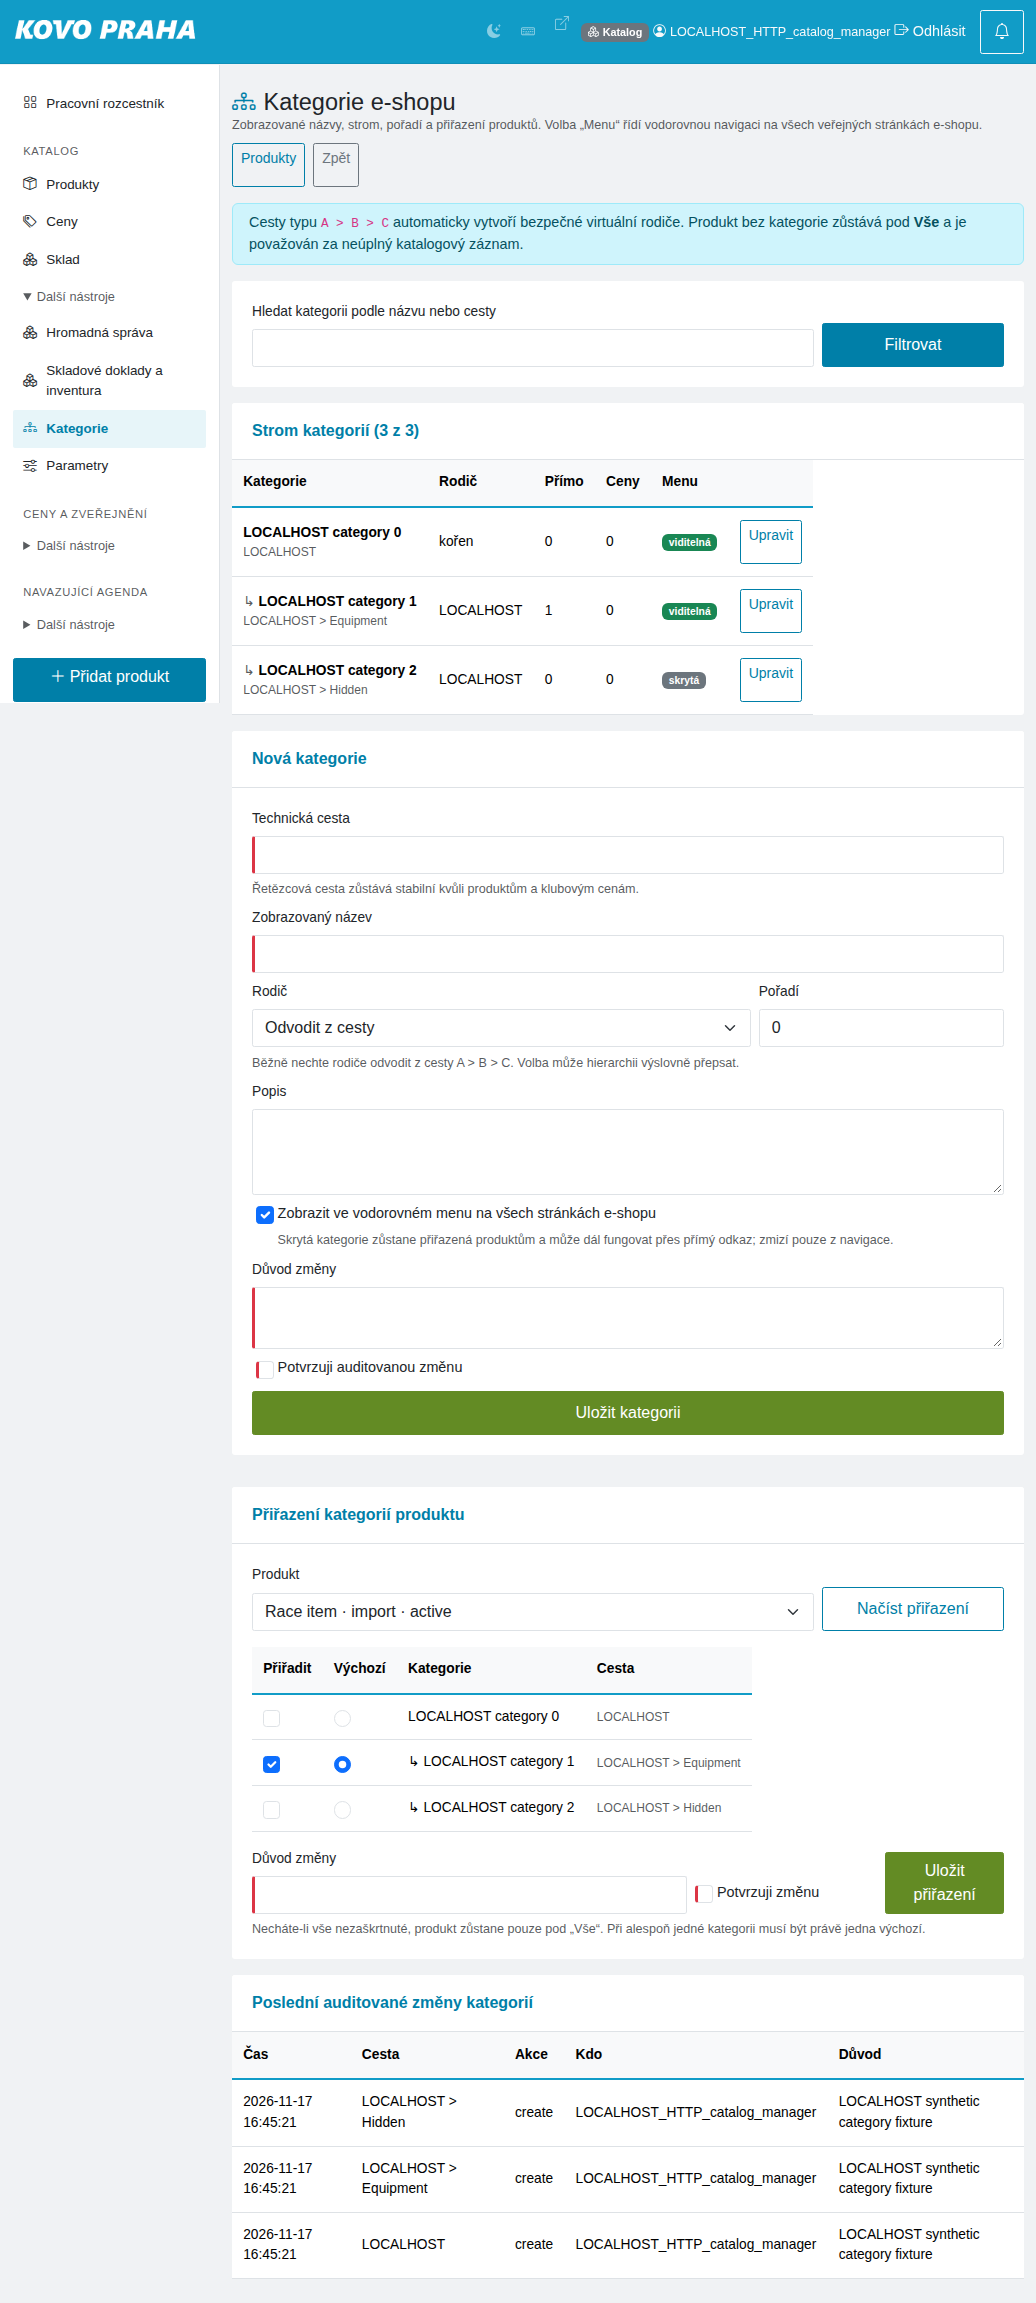 KOVO PRAHA
Katalog
LOCALHOST_HTTP_catalog_manager
Odhlásit
Pracovní rozcestník
KATALOG
Produkty
Ceny
Sklad
Další nástroje
Hromadná správa
Skladové doklady a
inventura
Kategorie
Parametry
CENY A ZVEŘEJNĚNÍ
Další nástroje
NAVAZUJÍCÍ AGENDA
Další nástroje
Přidat produkt
Kategorie e-shopu
Zobrazované názvy, strom, pořadí a přiřazení produktů. Volba „Menu“ řídí vodorovnou navigaci na všech veřejných stránkách e-shopu.
Produkty
Zpět
Cesty typu A > B > C automaticky vytvoří bezpečné virtuální rodiče. Produkt bez kategorie zůstává pod Vše a je
považován za neúplný katalogový záznam.
Hledat kategorii podle názvu nebo cesty
Filtrovat
Strom kategorií (3 z 3)
Kategorie Rodič Přímo Ceny Menu
LOCALHOST category 0
LOCALHOST
kořen 0 0 viditelná Upravit
↳ LOCALHOST category 1
LOCALHOST > Equipment
LOCALHOST 1 0 viditelná Upravit
↳ LOCALHOST category 2
LOCALHOST > Hidden
LOCALHOST 0 0 skrytá Upravit
Nová kategorie
Technická cesta
Řetězcová cesta zůstává stabilní kvůli produktům a klubovým cenám.
Zobrazovaný název
Rodič Pořadí
Odvodit z cesty 0
Běžně nechte rodiče odvodit z cesty A > B > C. Volba může hierarchii výslovně přepsat.
Popis
Zobrazit ve vodorovném menu na všech stránkách e-shopu
Skrytá kategorie zůstane přiřazená produktům a může dál fungovat přes přímý odkaz; zmizí pouze z navigace.
Důvod změny
Potvrzuji auditovanou změnu
Uložit kategorii
Přiřazení kategorií produktu
Produkt
Race item · import · active
Načíst přiřazení
Přiřadit Výchozí Kategorie Cesta
LOCALHOST category 0 LOCALHOST
↳ LOCALHOST category 1 LOCALHOST > Equipment
↳ LOCALHOST category 2 LOCALHOST > Hidden
Důvod změny
Potvrzuji změnu
Uložit
přiřazení
Necháte-li vše nezaškrtnuté, produkt zůstane pouze pod „Vše“. Při alespoň jedné kategorii musí být právě jedna výchozí.
Poslední auditované změny kategorií
Čas Cesta Akce Kdo Důvod
2026-11-17
16:45:21
LOCALHOST >
Hidden
create
LOCALHOST_HTTP_catalog_manager
LOCALHOST synthetic
category fixture
2026-11-17
16:45:21
LOCALHOST >
Equipment
create
LOCALHOST_HTTP_catalog_manager
LOCALHOST synthetic
category fixture
2026-11-17
16:45:21
LOCALHOST
create
LOCALHOST_HTTP_catalog_manager
LOCALHOST synthetic
category fixture